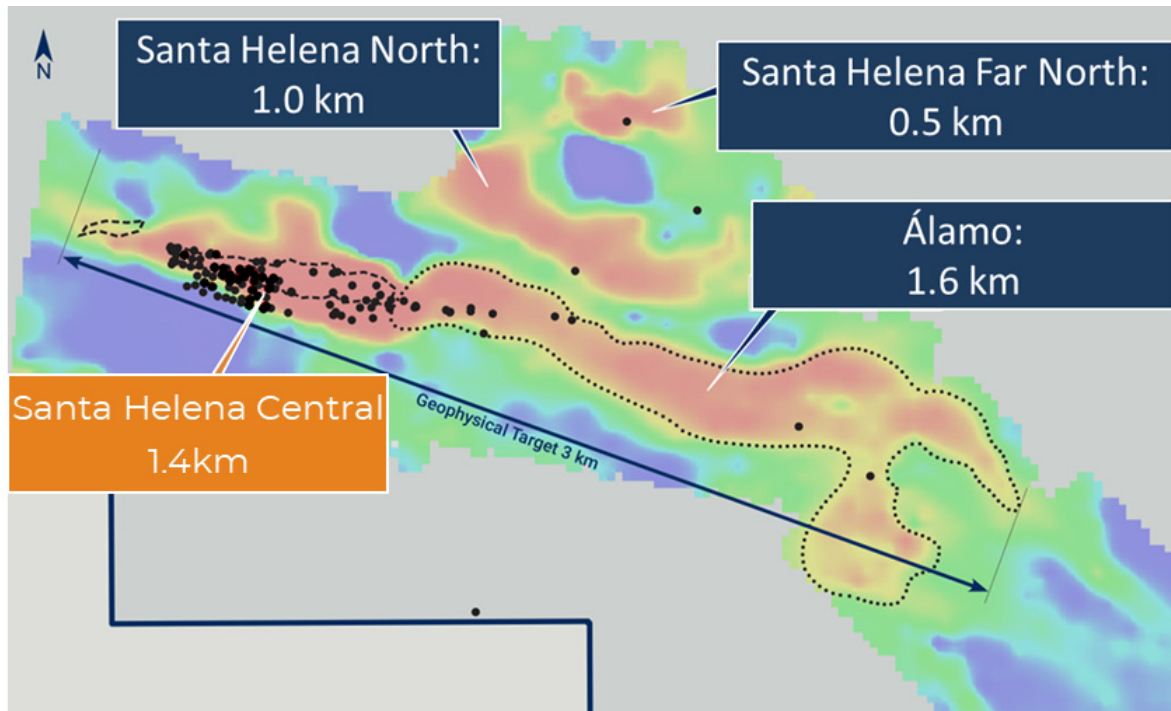 N
Santa Helena North:
1.0 km
Santa Helena Far North:
0.5 km
Álamo:
1.6 km
Santa Helena Central
1.4km
Geophysical Target 3 km